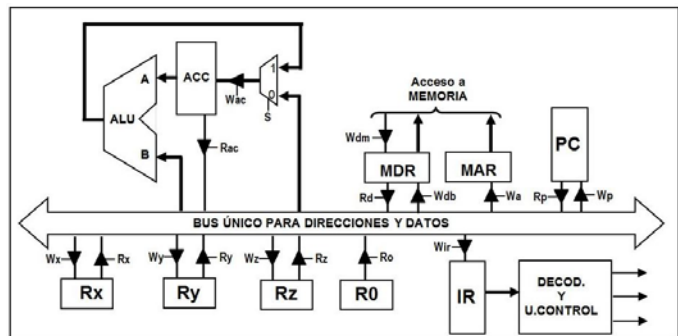 Acceso a
MEMORIA
A
ACC
1
0
S
Wac
ALU
B
Rac
Wdm
MDR
MAR
PC
Rd
Wdb
Wa
Rp
Wp
BUS ÚNICO PARA DIRECCIONES Y DATOS
Wx
Rx
Wy
Ry
Wz
Rz
Ro
Wir
Rx
Ry
Rz
R0
IR
DECOD.
Y
U.CONTROL